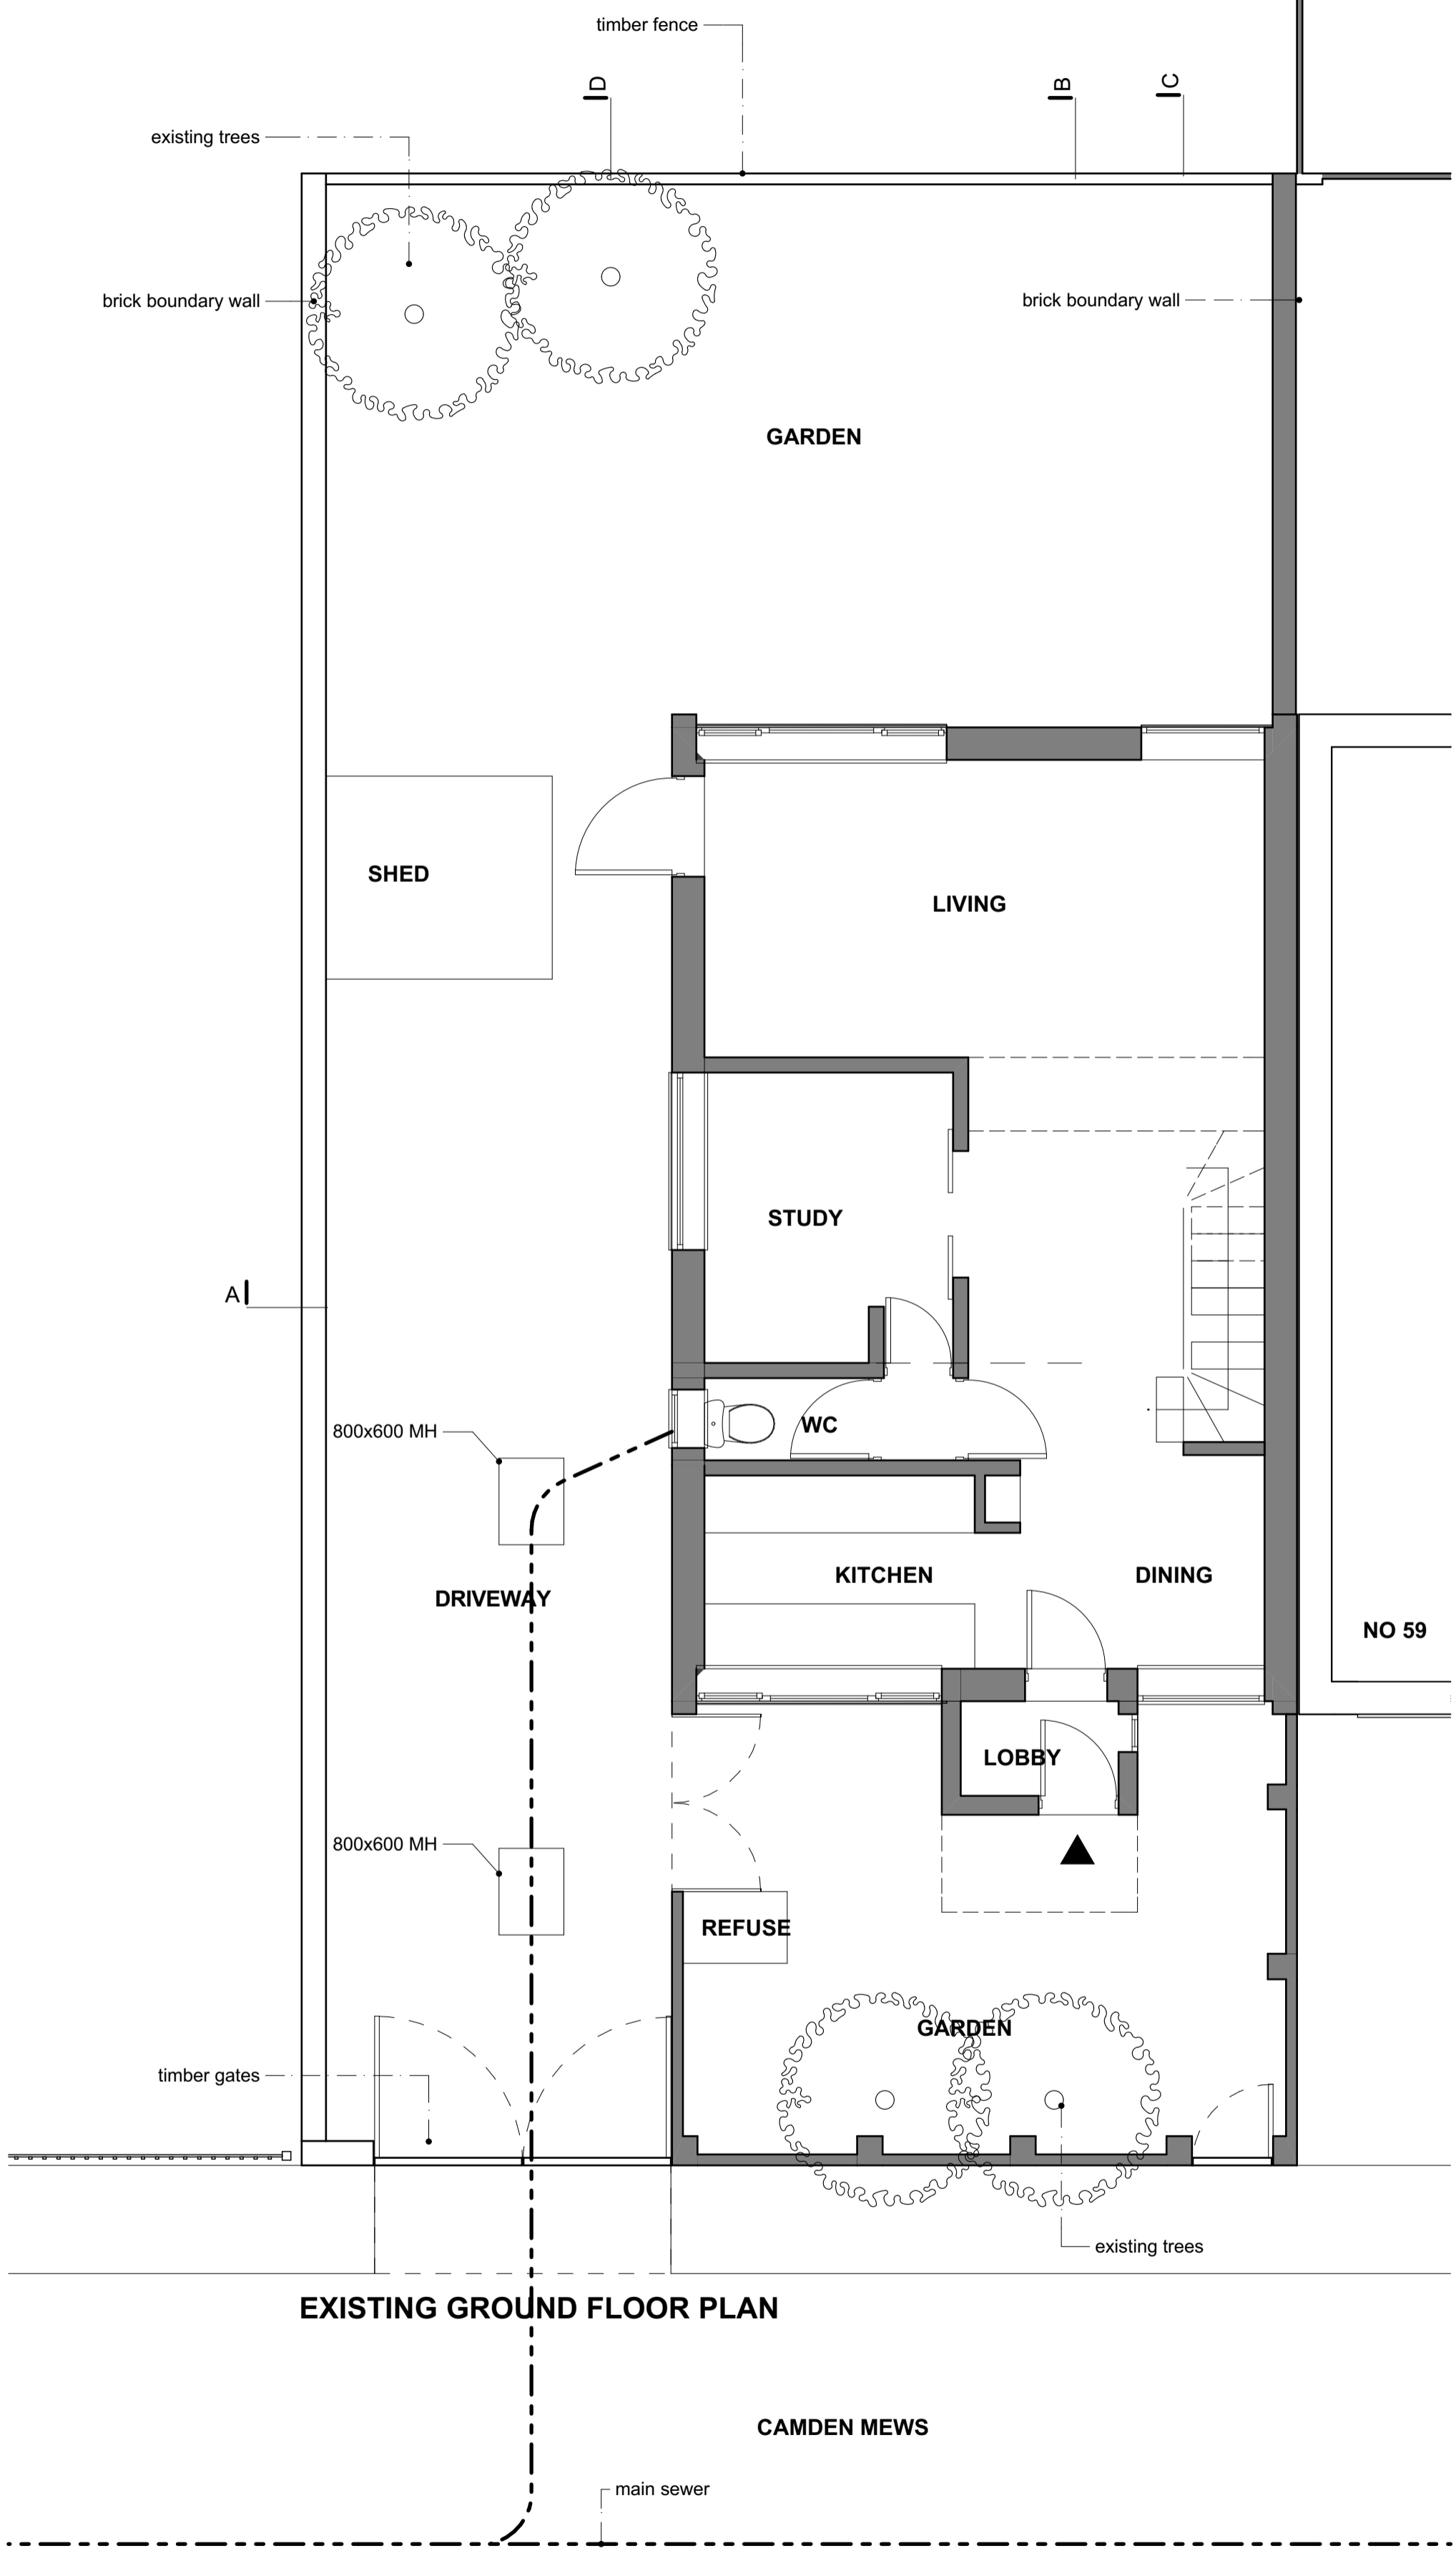 timber fence
D
B
C
existing trees
brick boundary wall
brick boundary wall
GARDEN
SHED
LIVING
STUDY
A
WC
800x600 MH
KITCHEN
DINING
DRIVEWAY
NO 59
LOBBY
800x600 MH
REFUSE
GARDEN
timber gates
existing trees
EXISTING GROUND FLOOR PLAN
CAMDEN MEWS
main sewer